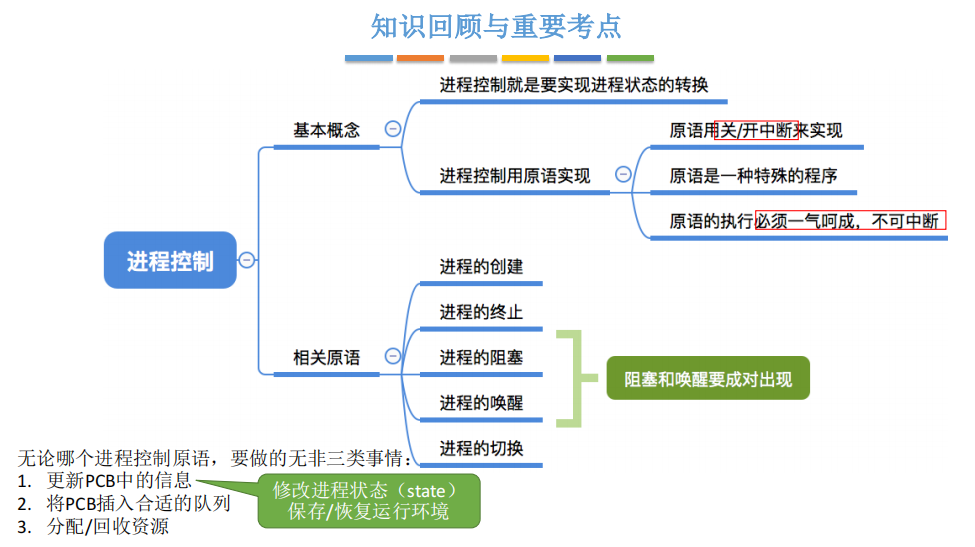 知识回顾与重要考点
进程控制就是要实现进程状态的转换
基本概念
原语用关/开中断来实现
进程控制用原语实现
原语是一种特殊的程序
原语的执行必须一气呵成，不可中断
进程控制
进程的创建
进程的终止
相关原语
进程的阻塞
阻塞和唤醒要成对出现
进程的唤醒
进程的切换
无论哪个进程控制原语，要做的无非三类事情：
1. 更新PCB中的信息
2. 将PCB插入合适的队列
3. 分配/回收资源
修改进程状态（state）
保存/恢复运行环境